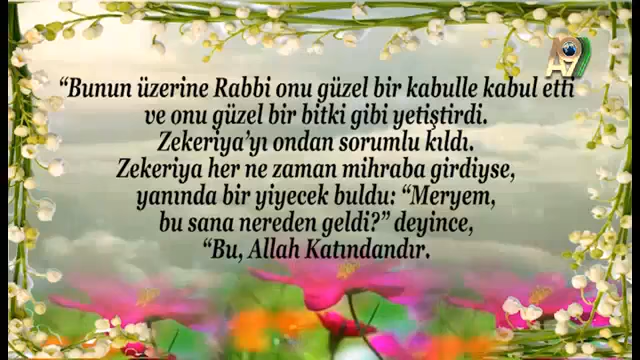 “Bunun üzerine Rabbi onu güzel bir kabulle kabul etti
ve onu güzel bir bitki gibi yetiştirdi.
Zekeriya’yı ondan sorumlu kıldı.
Zekeriya her ne zaman mihraba girdiyse,
yanında bir yiyecek buldu: “Meryem,
bu sana nereden geldi?” deyince,
“Bu, Allah Katındandır.